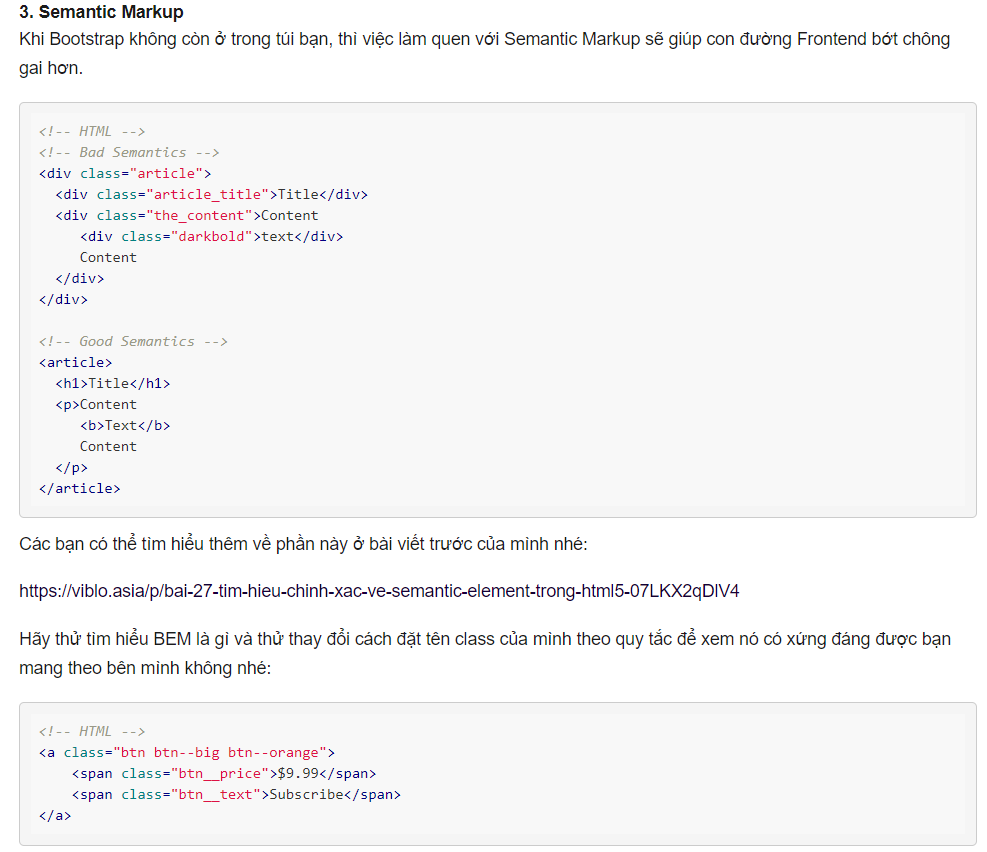 3. Semantic Markup
Khi Bootstrap không còn ở trong túi bạn, thì việc làm quen với Semantic Markup sẽ giúp con đường Frontend bớt chông
gai hơn.
<!-- HTML -->
<!-- Bad Semantics -->
<div class="article">
  <div class="article_title">Title</div>
  <div class="the_content">Content
     <div class="darkbold">text</div>
     Content
  </div>
</div>
<!-- Good Semantics -->
<article>
  <h1>Title</h1>
  <p>Content
     <b>Text</b>
     Content
  </p>
</article>
Các bạn có thể tìm hiểu thêm về phần này ở bài viết trước của mình nhé:
https://viblo.asia/p/bai-27-tim-hieu-chinh-xac-ve-semantic-element-trong-html5-07LKX2qDlV4
Hãy thử tìm hiểu BEM là gì và thử thay đổi cách đặt tên class của mình theo quy tắc để xem nó có xứng đáng được bạn
mang theo bên mình không nhé:
<!-- HTML -->
<a class="btn btn--big btn--orange">
    <span class="btn__price">$9.99</span>
    <span class="btn__text">Subscribe</span>
</a>